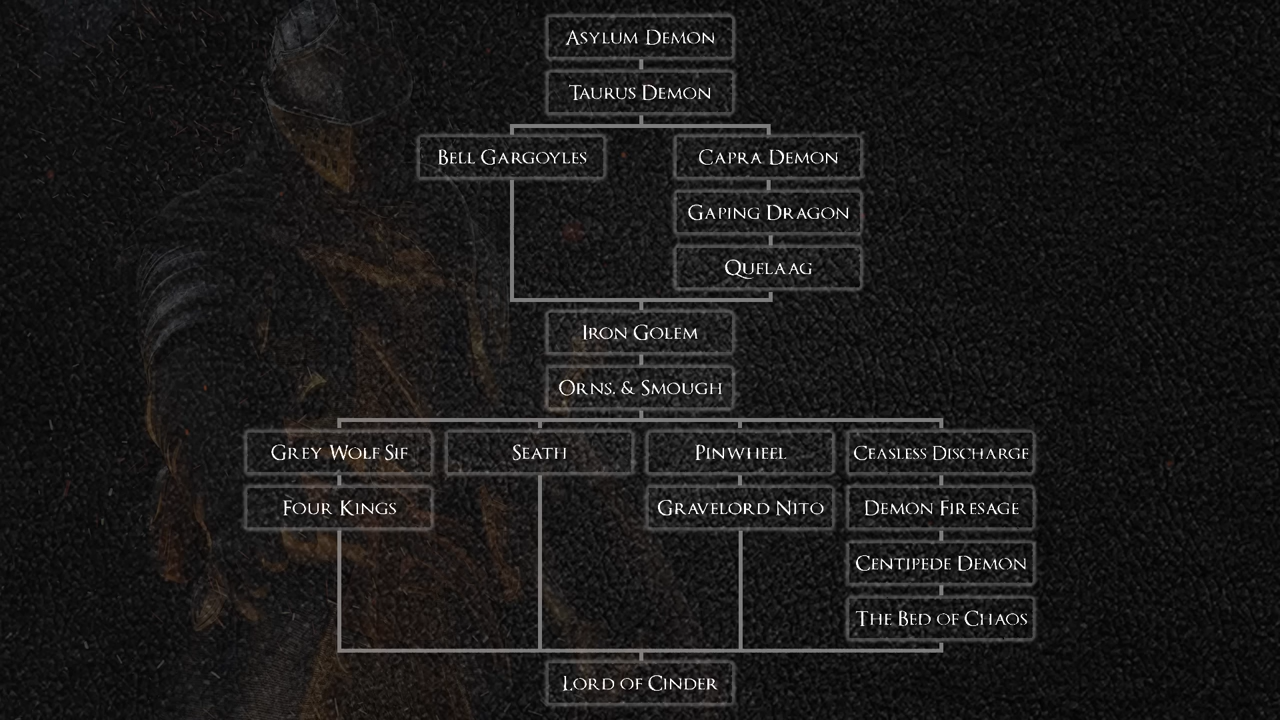 Asylum Demon
Taurus Demon
Bell Gargoyles
Capra Demon
Gaping Dragon
Quelaag
Iron Golem
Orns. & Smough
Grey Wolf Sif
Seath
Pinwheel
Ceasless Discharge
Four Kings
Gravelord Nito
Demon Firesage
Centipede Demon
The Bed of Chaos
Lord of Cinder